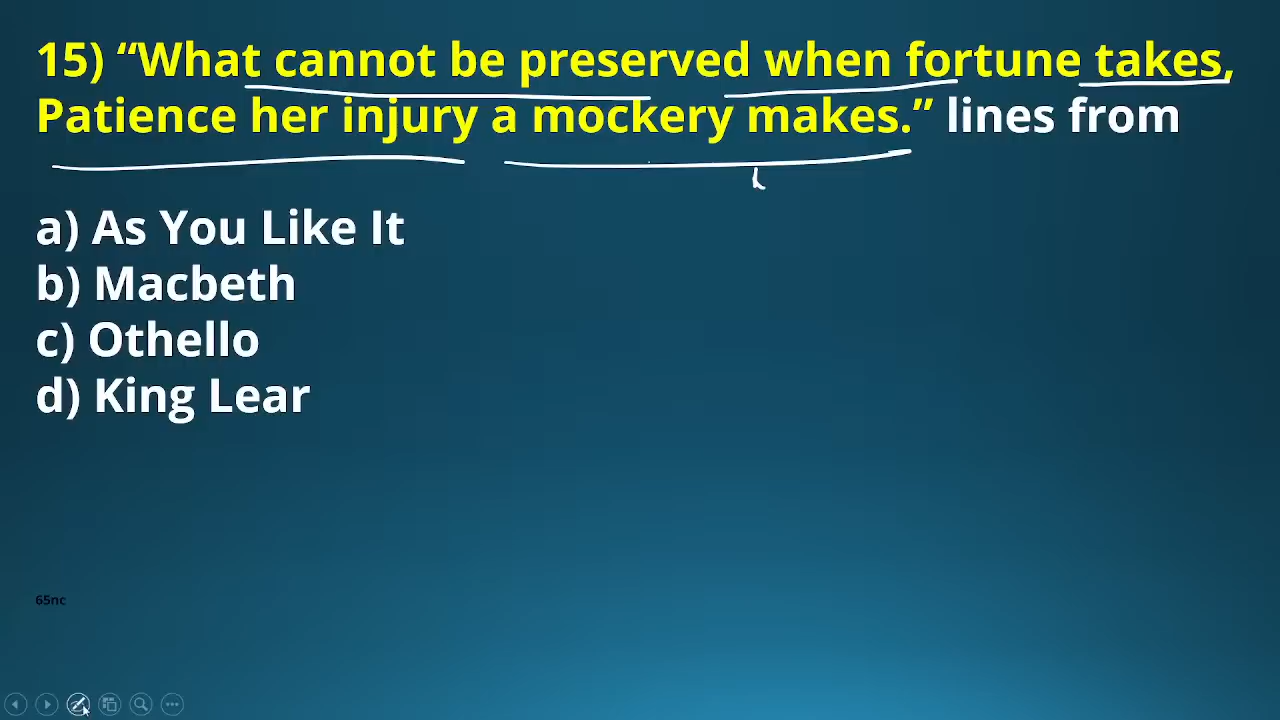 15) “What cannot be preserved when fortune takes,
Patience her injury a mockery makes.” lines from
a) As You Like It
b) Macbeth
c) Othello
d) King Lear
65nc